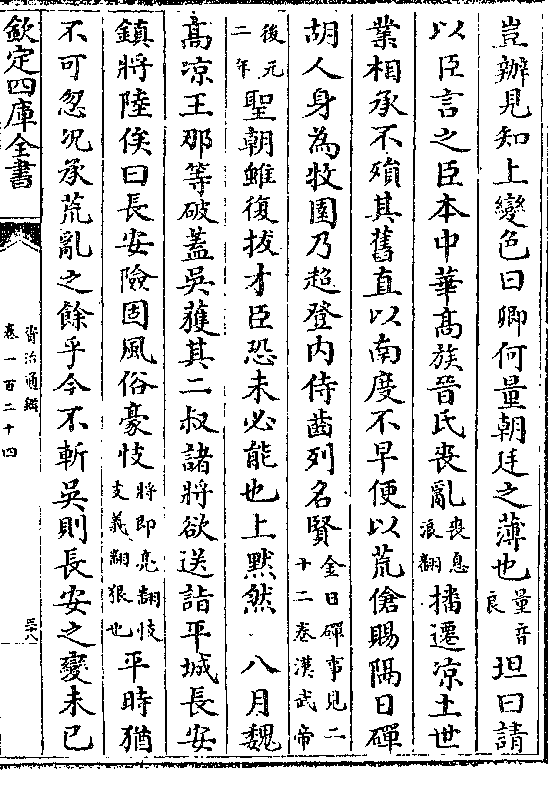 豈辦見知上變色曰卿何量朝廷之薄也量音良坦曰請
以臣言之臣本中華髙族晉氏喪亂喪息浪翻播遷凉土世
業相承不殞其舊直以南度不早便以荒傖賜隔日磾
胡人身為牧圉乃超登内侍齒列名賢金日磾事見二十二卷漢武帝
後元二年聖朝雖復拔才臣恐未必能也上黙然 八月魏
髙凉王那等破蓋吳獲其二叔諸將欲送詣平城長安
鎮將陸俟曰長安險固風俗豪忮將即亮翻忮支義翻狠也平時猶
不可忽况承荒亂之餘乎今不斬吳則長安之變未已
欽定四庫全書
資治通鑑
卷一百二十四